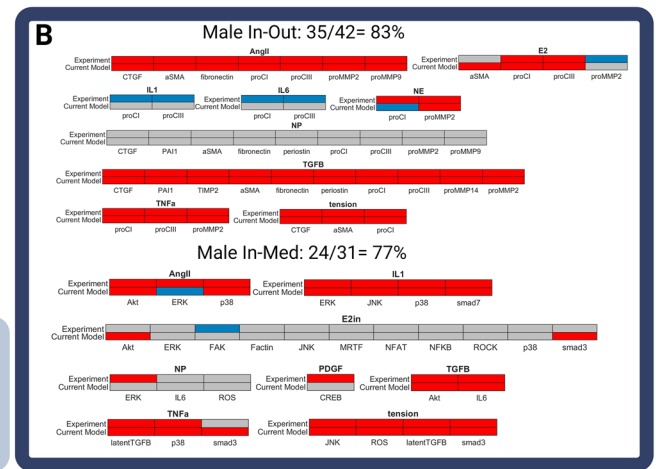 B
Male In-Out: 35/42= 83%
AngII
E2
Experiment
Current Model
CTGF aSMA fibronectin proCI proCIII proMMP2 proMMP9
Experiment
Current Model
aSMA proCI proCIII proMMP2
IL1
IL6
NE
Experiment
Current Model
proCI proCIII
Experiment
Current Model
proCI proCIII
Experiment
Current Model
proCI proMMP2
NP
Experiment
Current Model
CTGF PAI1 aSMA fibronectin periostin proCI proCIII proMMP2 proMMP9
TGFB
Experiment
Current Model
CTGF PAI1 TIMP2 aSMA fibronectin periostin proCI proCIII proMMP14 proMMP2
TNFa
tension
Experiment
Current Model
proCI proCIII proMMP2
Experiment
Current Model
CTGF aSMA proCI
Male In-Med: 24/31= 77%
AngII
IL1
Experiment
Current Model
Akt ERK p38
Experiment
Current Model
ERK JNK p38 smad7
E2in
Experiment
Current Model
Akt ERK FAK Factin JNK MRTF NFAT NFKB ROCK p38 smad3
NP
PDGF
TGFB
Experiment
Current Model
ERK IL6 ROS
Experiment
Current Model
CREB
Experiment
Current Model
Akt IL6
TNFa
tension
Experiment
Current Model
latentTGFB p38 smad3
Experiment
Current Model
JNK ROS latentTGFB smad3